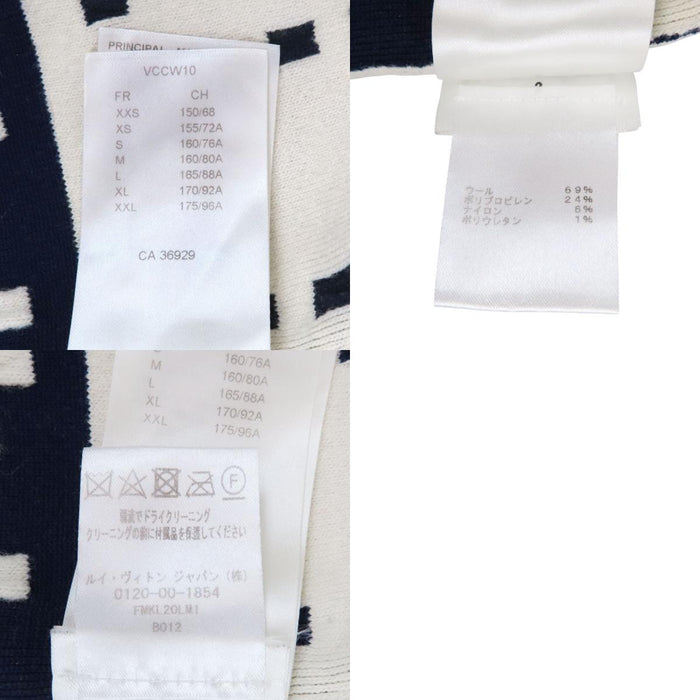 PRINCIPAL
VCCW10
FR CH
XXS 150/68
XS 155/72A
S 160/76A
M 160/80A
L 165/88A
XL 170/92A
XXL 175/96A
CA 36929
ウール 69%
ポリプロピレン 24%
ナイロン 6%
ポリウレタン 1%
S 160/76A
M 160/80A
L 165/88A
XL 170/92A
XXL 175/96A
F
弱流でドライクリーニング
クリーニングの前に付属品を全て外してください
ルイ・ヴィトン ジャパン (株)
0120-00-1854
FMKL20LMI
B012